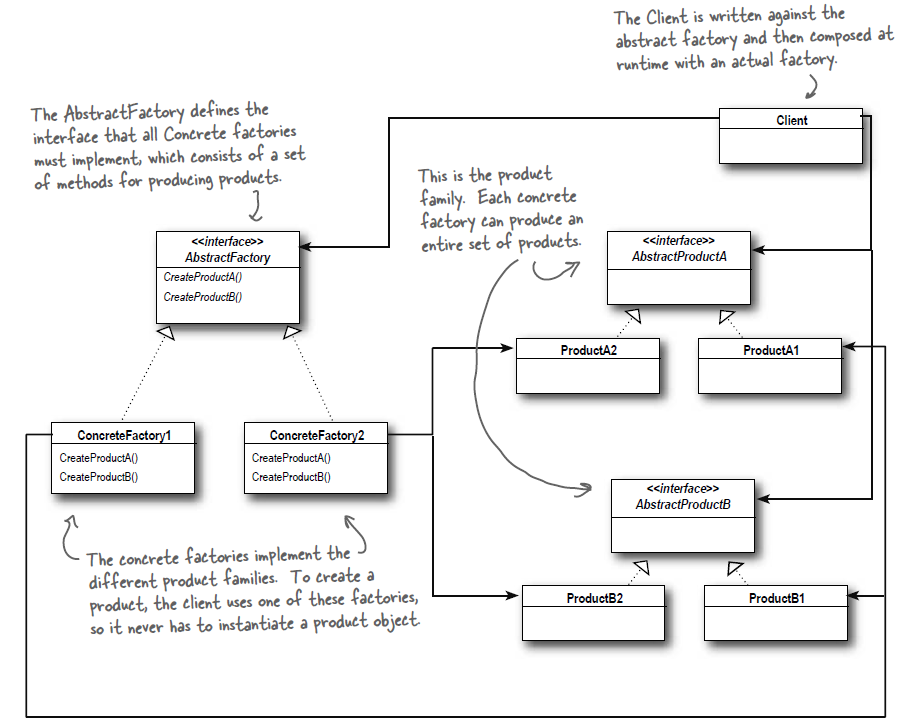 The Client is written against the
abstract factory and then composed at
runtime with an actual factory.
The AbstractFactory defines the
interface that all Concrete factories
must implement, which consists of a set
of methods for producing products.
Client
This is the product
family. Each concrete
factory can produce an
entire set of products.
<<interface>>
AbstractFactory
CreateProductA()
CreateProductB()
<<interface>>
AbstractProductA
ProductA2
ProductA1
ConcreteFactory1
CreateProductA()
CreateProductB()
ConcreteFactory2
CreateProductA()
CreateProductB()
<<interface>>
AbstractProductB
The concrete factories implement the
different product families. To create a
product, the client uses one of these factories,
so it never has to instantiate a product object.
ProductB2
ProductB1